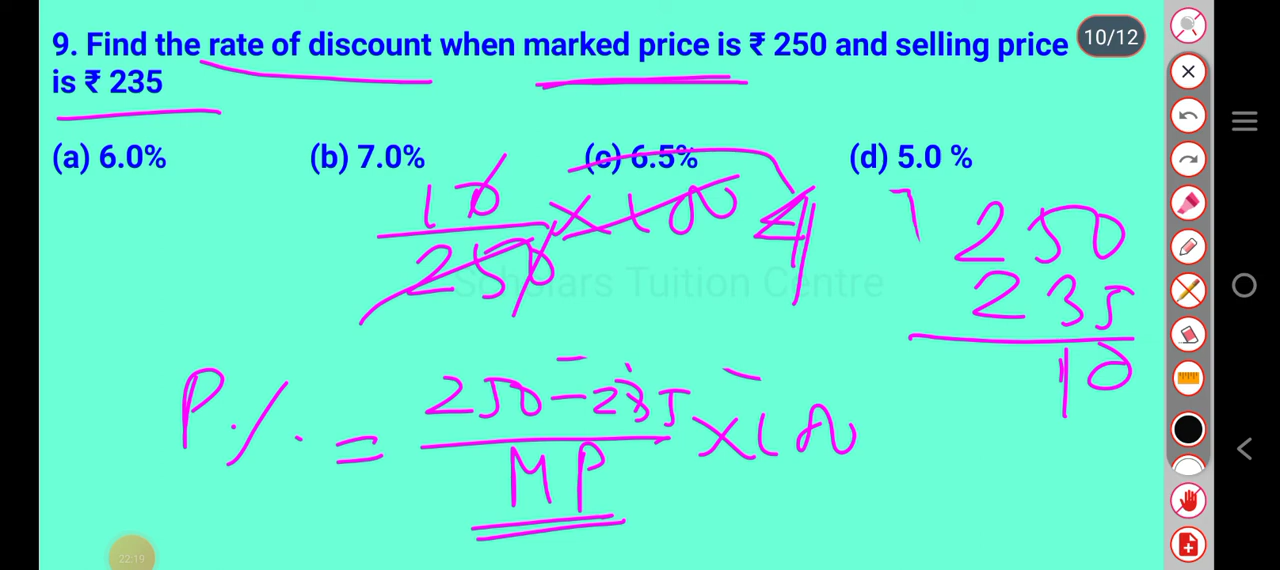 9. Find the rate of discount when marked price is ₹ 250 and selling price
is ₹ 235
10/12
(a) 6.0% (b) 7.0% (c) 6.5% (d) 5.0 %
10
250 × 100 4
250
235
10
Scholars Tuition Centre
P% = 250-235 × 100
MP
22:19